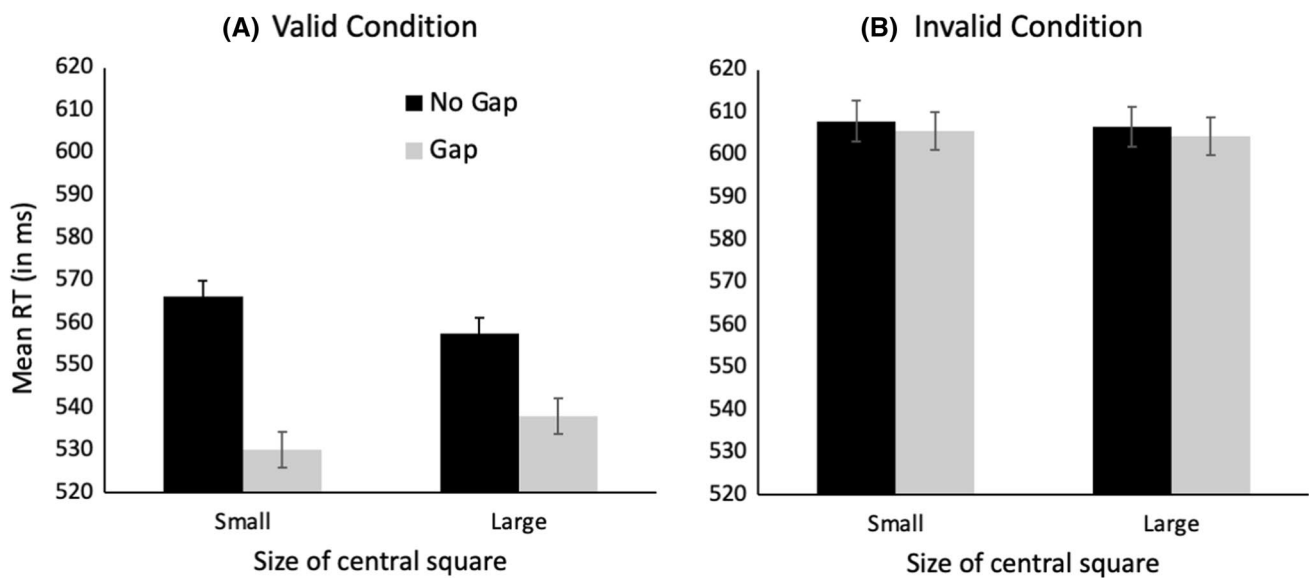 (A) Valid Condition
620
610
600
590
580
570
560
550
540
530
520
Mean RT (in ms)
No Gap
Gap
Small Large
Size of central square
(B) Invalid Condition
620
610
600
590
580
570
560
550
540
530
520
Small Large
Size of central square